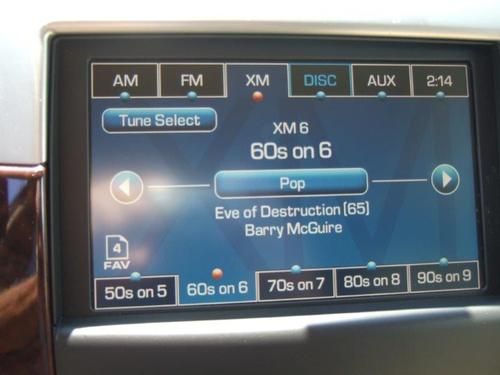 AM FM XM DISC AUX 2:14
Tune Select
XM 6
60s on 6
Pop
Eve of Destruction (65)
Barry McGuire
4
FAV
50s on 5 60s on 6 70s on 7 80s on 8 90s on 9
XM